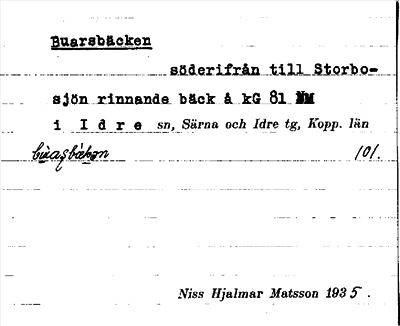 Buarsbäcken
söderifrån till Storbo-
sjön rinnande bäck å kG 81
i Idre sn, Särna och Idre tg, Kopp. län
101.
Niss Hjalmar Matsson 1935.